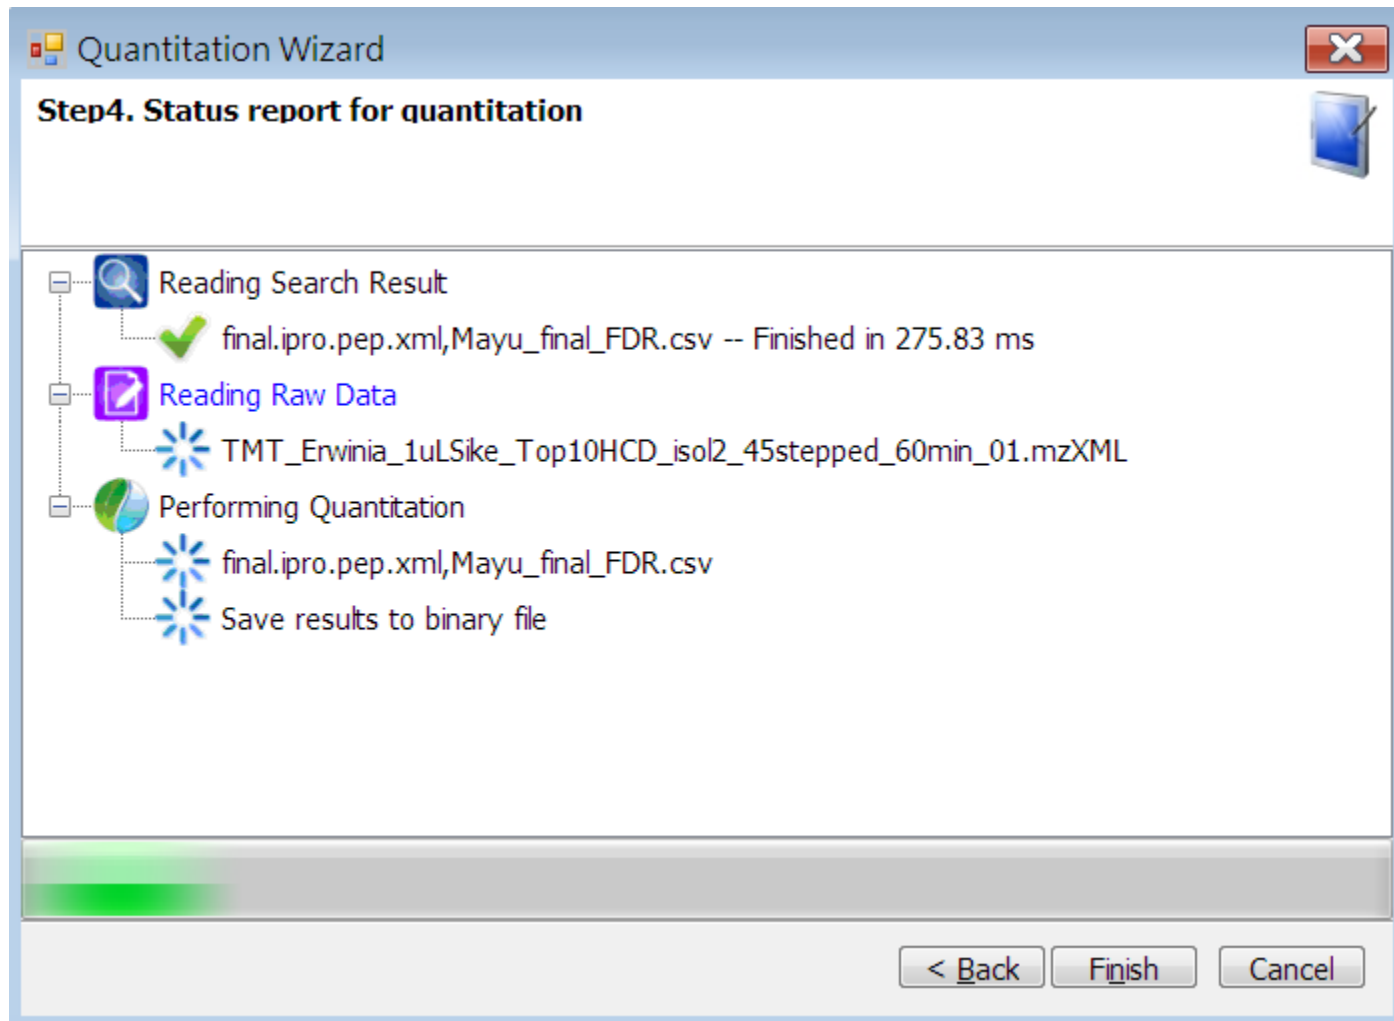 Quantitation Wizard
Step4. Status report for quantitation
Reading Search Result
final.ipro.pep.xml,Mayu_final_FDR.csv -- Finished in 275.83 ms
Reading Raw Data
TMT_Erwinia_1uLSike_Top10HCD_isol2_45stepped_60min_01.mzXML
Performing Quantitation
final.ipro.pep.xml,Mayu_final_FDR.csv
Save results to binary file
< Back Finish Cancel